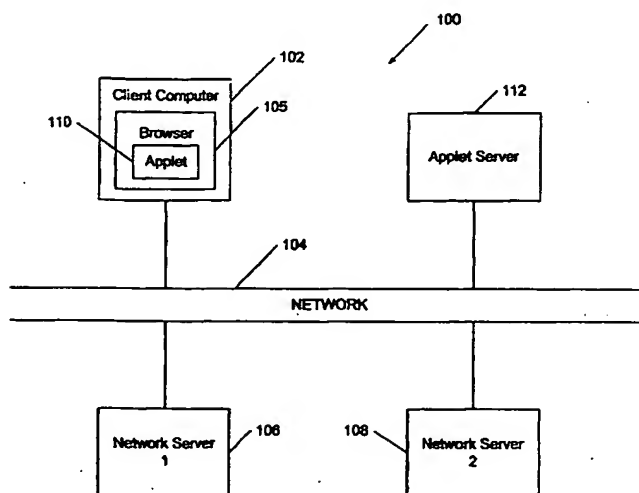 100
102
Client Computer
112
110
105
Browser
Applet
Applet Server
104
NETWORK
Network Server
1
106
108
Network Server
2